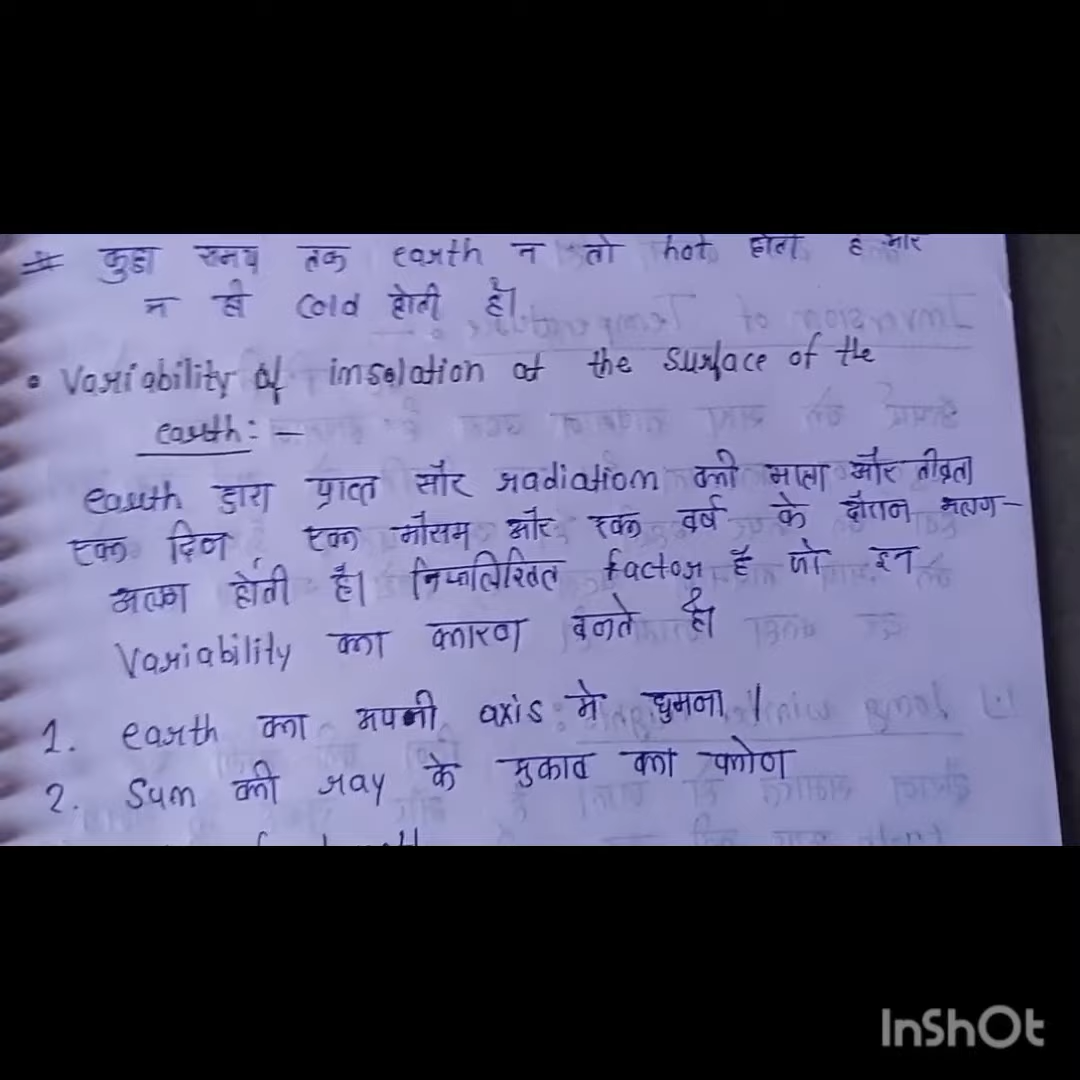 # कुछ समय तक earth न तो hot होती है और
न ही cold होती है।
• Variability of insolation at the surface of the
earth: -
earth द्वारा प्राप्त सौर radiation की मात्रा और तीव्रता
एक दिन, एक मौसम और एक वर्ष के दौरान अलग-
अलग होती है। निम्नलिखित factor है जो इन
Variability का कारण बनते है।
1. earth का अपनी axis मे घुमना।
2. Sun की ray के झुकाव का कोण
InShOt